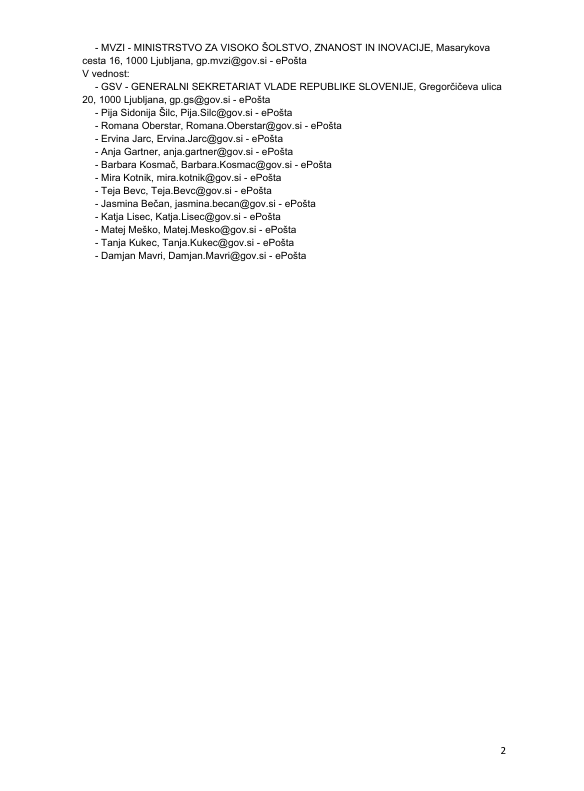 - MVZI - MINISTRSTVO ZA VISOKO ŠOLSTVO, ZNANOST IN INOVACIJE, Masarykova
cesta 16, 1000 Ljubljana, gp.mvzi@gov.si - ePošta
V vednost:
- GSV - GENERALNI SEKRETARIAT VLADE REPUBLIKE SLOVENIJE, Gregorčičeva ulica
20, 1000 Ljubljana, gp.gs@gov.si - ePošta
- Pija Sidonija Šilc, Pija.Silc@gov.si - ePošta
- Romana Oberstar, Romana.Oberstar@gov.si - ePošta
- Ervina Jarc, Ervina.Jarc@gov.si - ePošta
- Anja Gartner, anja.gartner@gov.si - ePošta
- Barbara Kosmač, Barbara.Kosmac@gov.si - ePošta
- Mira Kotnik, mira.kotnik@gov.si - ePošta
- Teja Bevc, Teja.Bevc@gov.si - ePošta
- Jasmina Bečan, jasmina.becan@gov.si - ePošta
- Katja Lisec, Katja.Lisec@gov.si - ePošta
- Matej Meško, Matej.Mesko@gov.si - ePošta
- Tanja Kukec, Tanja.Kukec@gov.si - ePošta
- Damjan Mavri, Damjan.Mavri@gov.si - ePošta
2